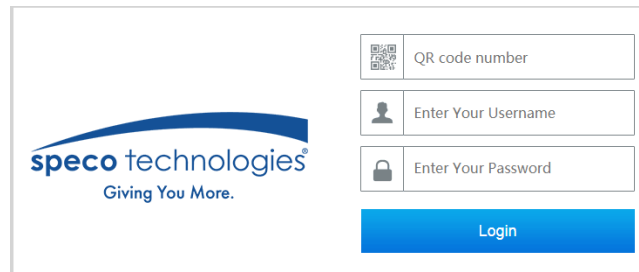 speco technologies®
Giving You More.
QR code number
Enter Your Username
Enter Your Password
Login